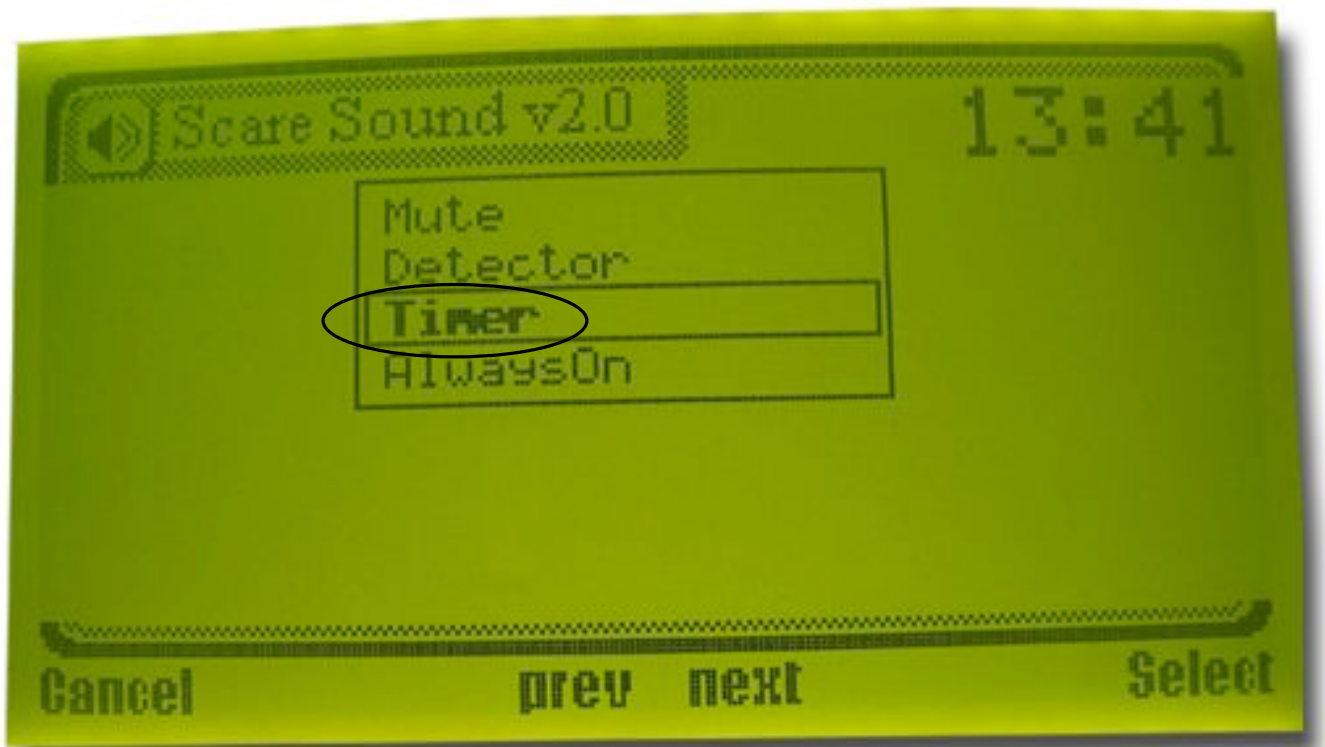 Scare Sound v2.0 13:41
Mute
Detector
Timer
AlwaysOn
Cancel prev next Select